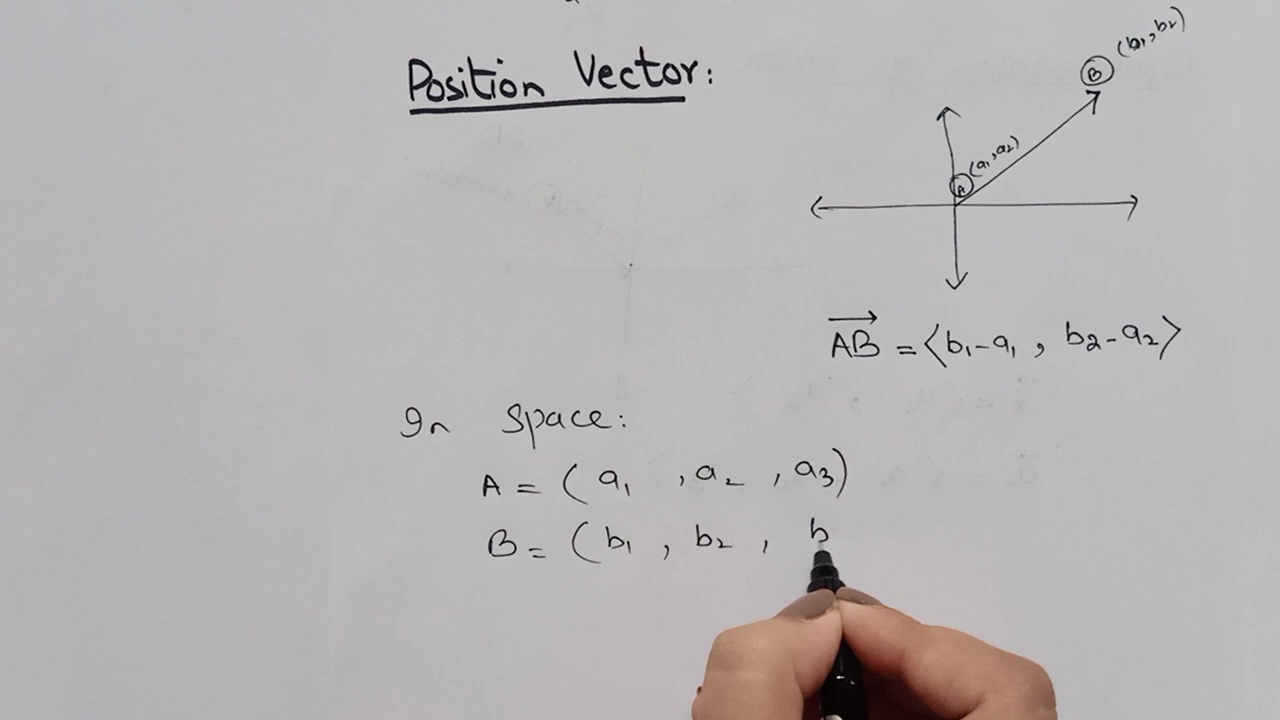 Position Vector:
(b₁, b₂)
B
(a₁, a₂)
A
AB = ⟨b₁-a₁ , b₂-a₂⟩
In Space:
A = (a₁ , a₂ , a₃)
B = (b₁ , b₂ , b